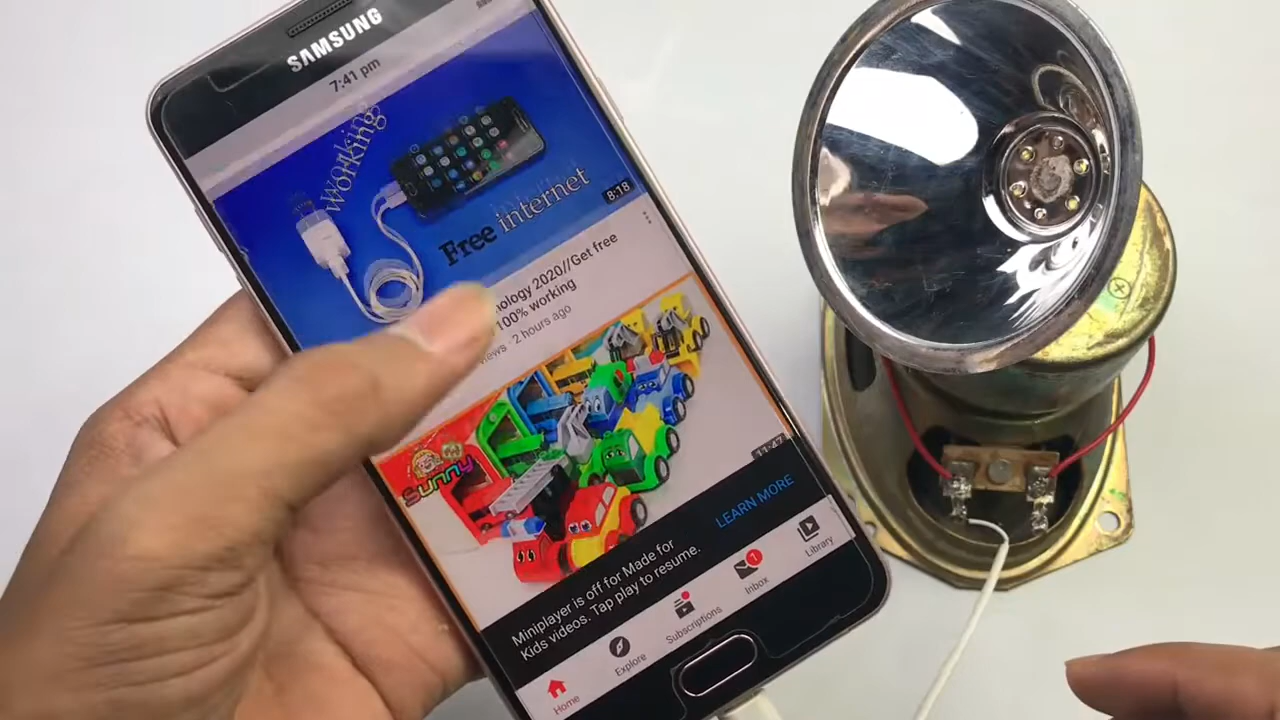 SAMSUNG
7:41 pm
Working
Free internet
8:18
nology 2020//Get free
100% working
views · 2 hours ago
Sunny
11:47
LEARN MORE
Miniplayer is off for Made for
Kids videos. Tap play to resume.
Home
Explore
Subscriptions
1
Inbox
Library